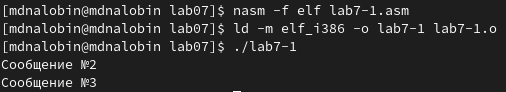 [mdnalobin@mdnalobin lab07]$ nasm -f elf lab7-1.asm
[mdnalobin@mdnalobin lab07]$ ld -m elf_i386 -o lab7-1 lab7-1.o
[mdnalobin@mdnalobin lab07]$ ./lab7-1
Сообщение №2
Сообщение №3